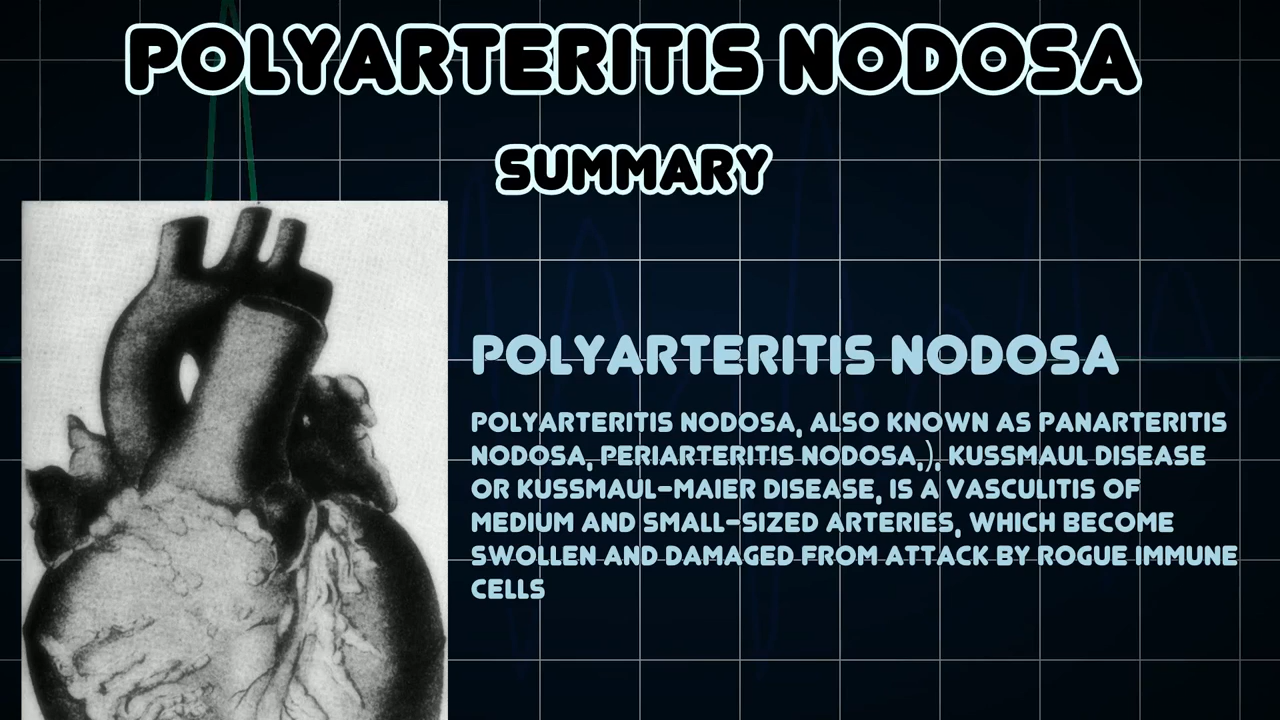 POLYARTERITIS NODOSA
SUMMARY
POLYARTERITIS NODOSA
POLYARTERITIS NODOSA, ALSO KNOWN AS PANARTERITIS
NODOSA, PERIARTERITIS NODOSA,), KUSSMAUL DISEASE
OR KUSSMAUL-MAIER DISEASE, IS A VASCULITIS OF
MEDIUM AND SMALL-SIZED ARTERIES, WHICH BECOME
SWOLLEN AND DAMAGED FROM ATTACK BY ROGUE IMMUNE
CELLS